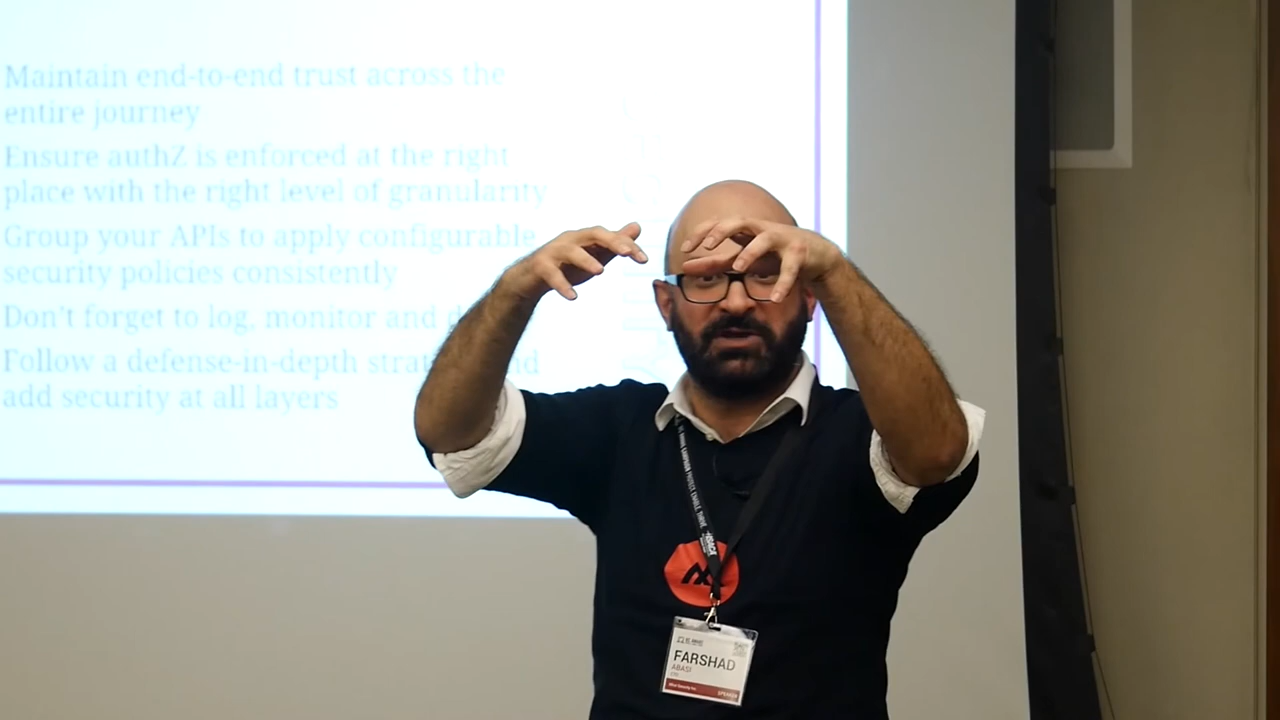 Maintain end-to-end trust across the
entire journey
Ensure authZ is enforced at the right
place with the right level of granularity
Group your APIs to apply configurable
security policies consistently
Don't forget to log, monitor and
Follow a defense-in-depth
add security at all layers
ISACA
FARSHAD
ABASI
SPEAKER